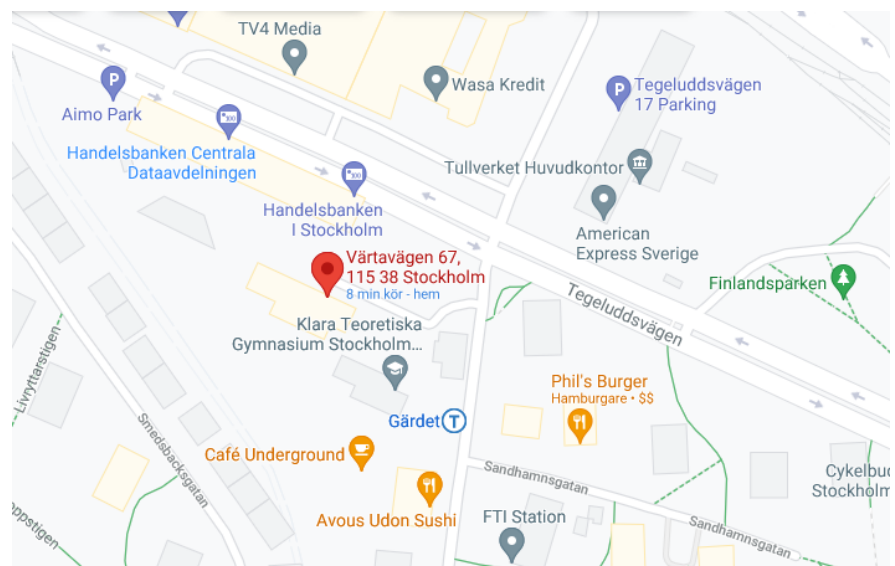 TV4 Media
Wasa Kredit
Aimo Park
Tegeluddsvägen
17 Parking
Handelsbanken Centrala
Dataavdelningen
Tullverket Huvudkontor
Handelsbanken
I Stockholm
American
Express Sverige
Värtavägen 67,
115 38 Stockholm
8 min kör - hem
Finlandsparken
Tegeluddsvägen
Klara Teoretiska
Gymnasium Stockholm...
Livryttarstigen
Phil's Burger
Hamburgare • $$
Gärdet
Smedsbacksgatan
Café Underground
Sandhamnsgatan
Cykelbud
Stockholm
Avous Udon Sushi
FTI Station
Sandhamnsgatan
oppstigen